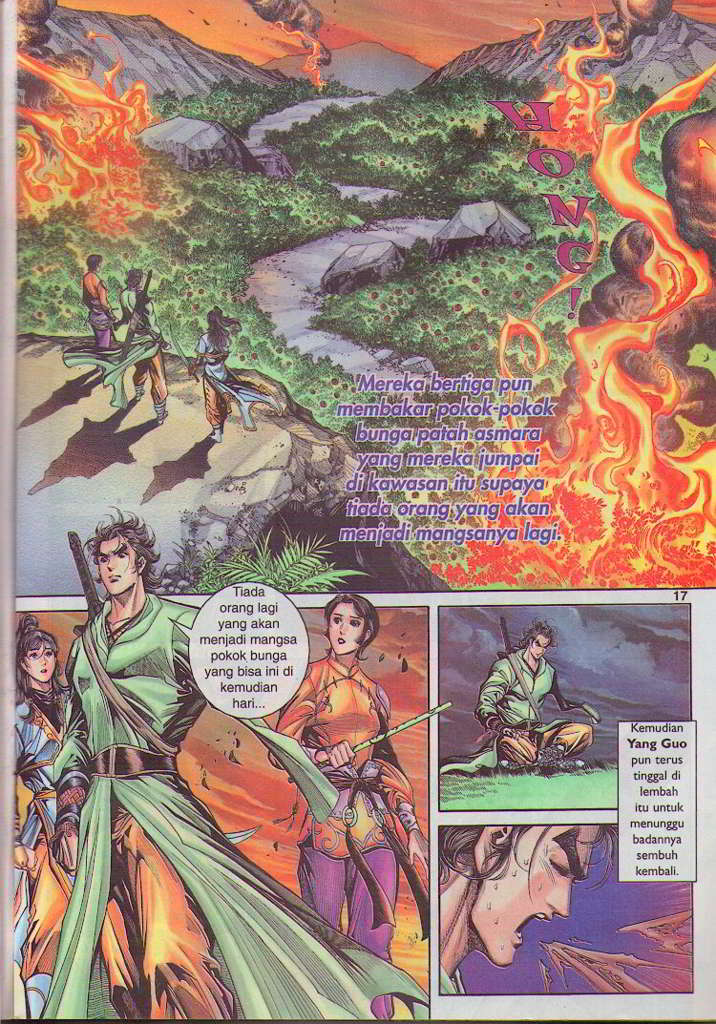 HONG!
Mereka bertiga pun
membakar pokok-pokok
bunga patah asmara
yang mereka jumpai
di kawasan itu supaya
tiada orang yang akan
menjadi mangsanya lagi.
17
Tiada
orang lagi
yang akan
menjadi mangsa
pokok bunga
yang bisa ini di
kemudian
hari...
Kemudian
Yang Guo
pun terus
tinggal di
lembah
itu untuk
menunggu
badannya
sembuh
kembali.